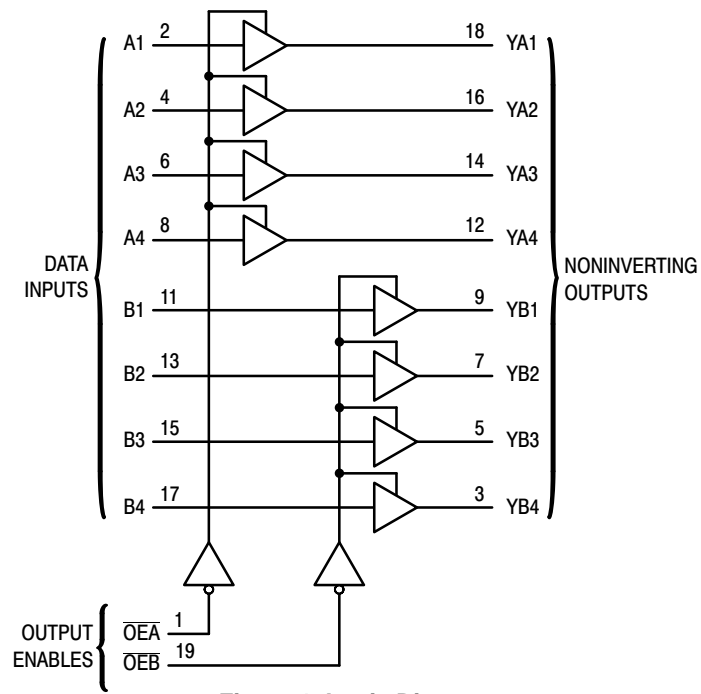 A1 2 18 YA1
A2 4 16 YA2
A3 6 14 YA3
A4 8 12 YA4
DATA
INPUTS
NONINVERTING
OUTPUTS
B1 11 9 YB1
B2 13 7 YB2
B3 15 5 YB3
B4 17 3 YB4
OUTPUT
ENABLES
OEA 1
OEB 19